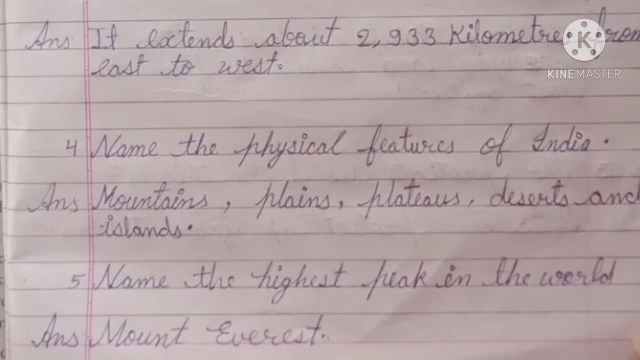 Ans It extends about 2,933 Kilometres from
east to west.
4 Name the physical features of India.
Ans Mountains, plains, plateaus, deserts and
islands.
5 Name the highest peak in the world
Ans Mount Everest.
KINEMASTER